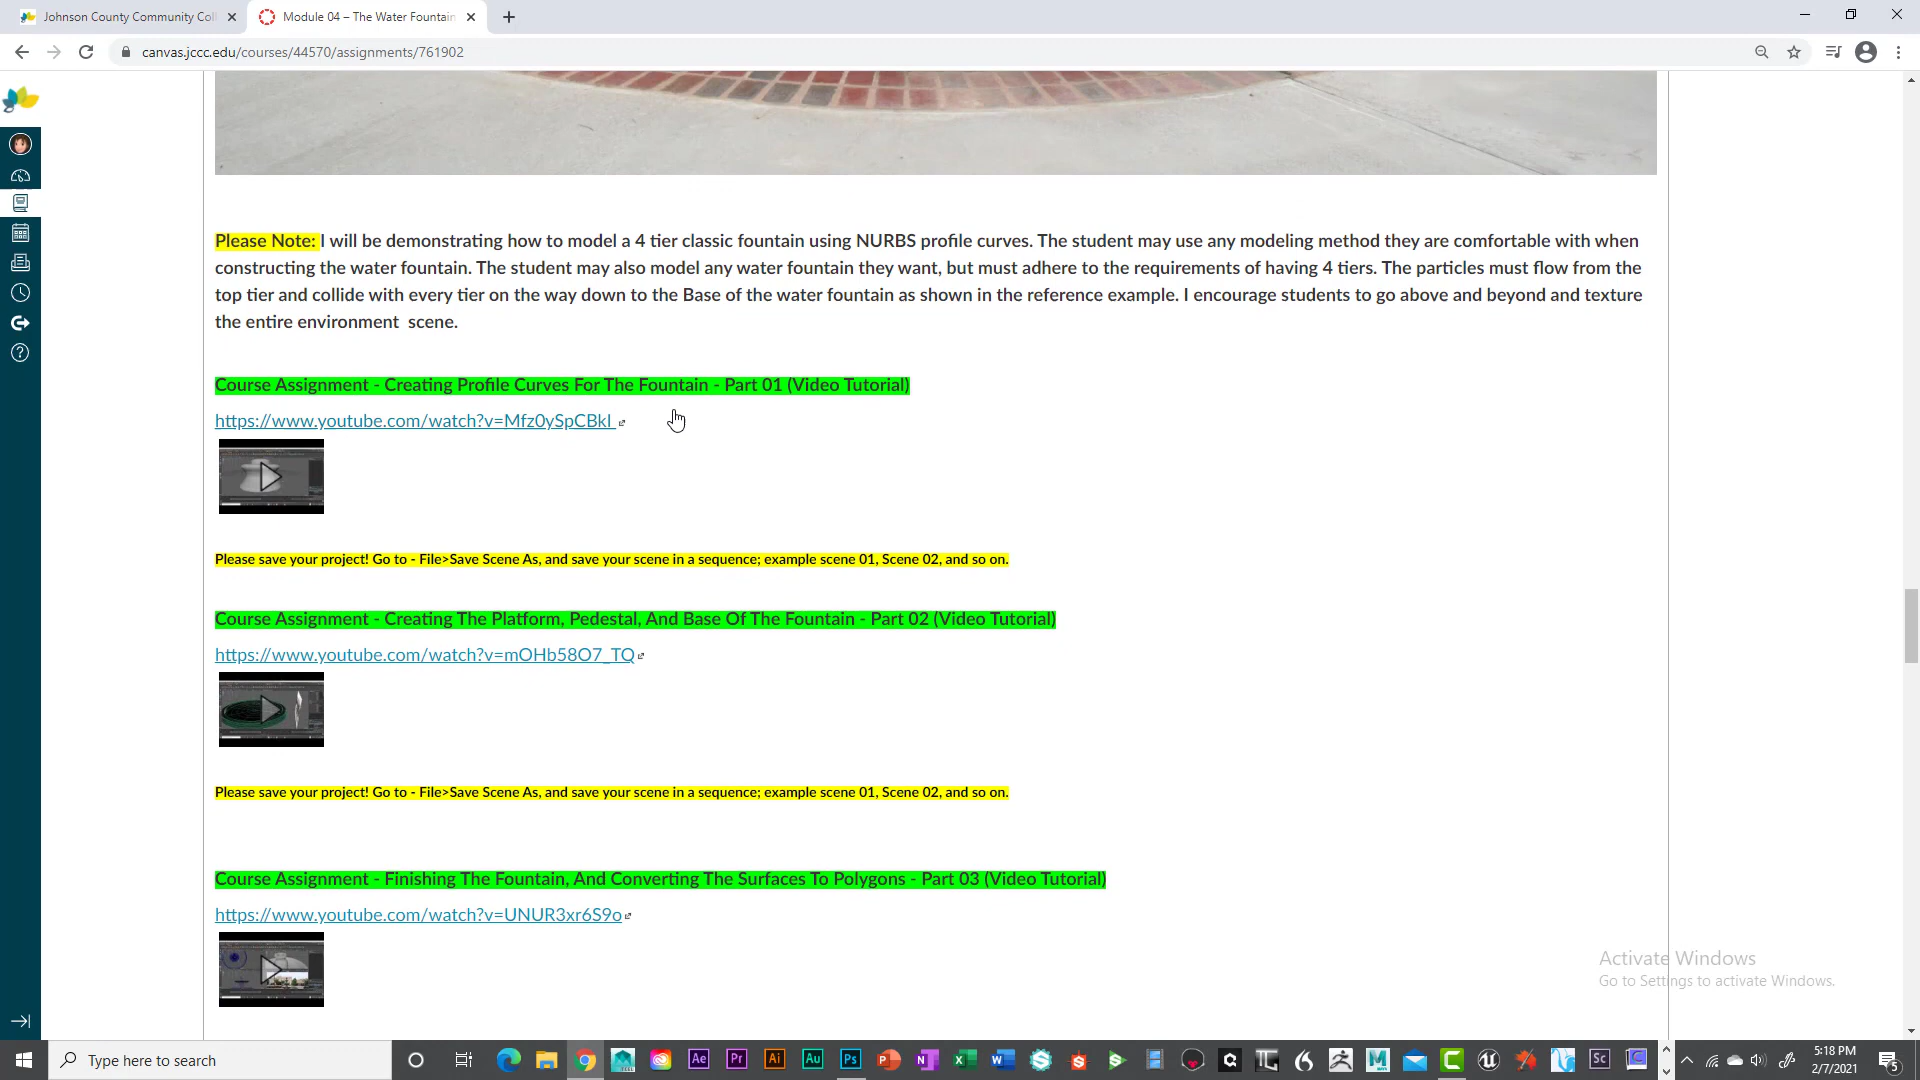 Johnson County Community Coll
Module 04 – The Water Fountain
canvas.jccc.edu/courses/44570/assignments/761902
Please Note: I will be demonstrating how to model a 4 tier classic fountain using NURBS profile curves. The student may use any modeling method they are comfortable with when
constructing the water fountain. The student may also model any water fountain they want, but must adhere to the requirements of having 4 tiers. The particles must flow from the
top tier and collide with every tier on the way down to the Base of the water fountain as shown in the reference example. I encourage students to go above and beyond and texture
the entire environment scene.
Course Assignment - Creating Profile Curves For The Fountain - Part 01 (Video Tutorial)
https://www.youtube.com/watch?v=Mfz0ySpCBkI
Please save your project! Go to - File>Save Scene As, and save your scene in a sequence; example scene 01, Scene 02, and so on.
Course Assignment - Creating The Platform, Pedestal, And Base Of The Fountain - Part 02 (Video Tutorial)
https://www.youtube.com/watch?v=mOHb58O7_TQ
Please save your project! Go to - File>Save Scene As, and save your scene in a sequence; example scene 01, Scene 02, and so on.
Course Assignment - Finishing The Fountain, And Converting The Surfaces To Polygons - Part 03 (Video Tutorial)
https://www.youtube.com/watch?v=UNUR3xr6S9o
Activate Windows
Go to Settings to activate Windows.
Type here to search
Ae
Pr
Ai
Au
Ps
Sc
5:18 PM
2/7/2021
5